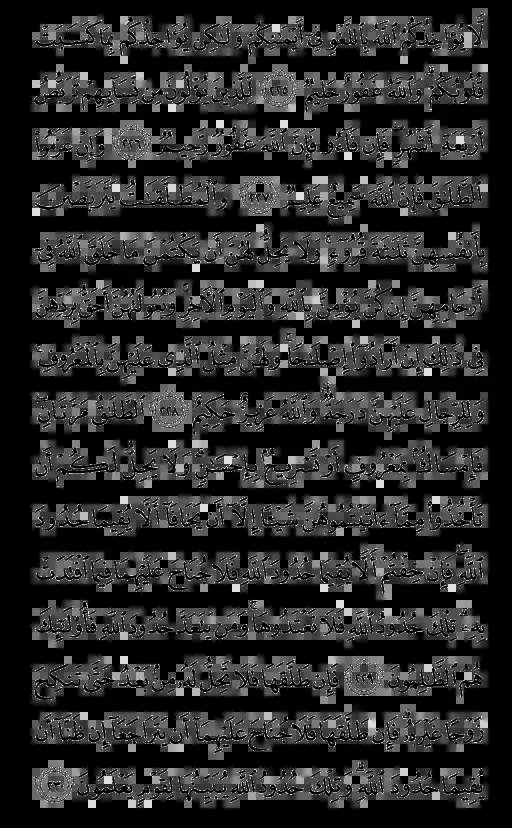 لَّا يُؤَاخِذُكُمُ ٱللَّهُ بِٱللَّغْوِ فِىٓ أَيْمَٰنِكُمْ وَلَٰكِن يُؤَاخِذُكُم بِمَا كَسَبَتْ
قُلُوبُكُمْ وَٱللَّهُ غَفُورٌ حَلِيمٌ ٢٢٥ لِّلَّذِينَ يُؤْلُونَ مِن نِّسَآئِهِمْ تَرَبُّصُ
أَرْبَعَةِ أَشْهُرٍ فَإِن فَآءُو فَإِنَّ ٱللَّهَ غَفُورٌ رَّحِيمٌ ٢٢٦ وَإِنْ عَزَمُوا۟
ٱلطَّلَٰقَ فَإِنَّ ٱللَّهَ سَمِيعٌ عَلِيمٌ ٢٢٧ وَٱلْمُطَلَّقَٰتُ يَتَرَبَّصْنَ
بِأَنفُسِهِنَّ ثَلَٰثَةَ قُرُوٓءٍ وَلَا يَحِلُّ لَهُنَّ أَن يَكْتُمْنَ مَا خَلَقَ ٱللَّهُ فِىٓ
أَرْحَامِهِنَّ إِن كُنَّ يُؤْمِنَّ بِٱللَّهِ وَٱلْيَوْمِ ٱلْءَاخِرِ وَبُعُولَتُهُنَّ أَحَقُّ بِرَدِّهِنَّ
فِى ذَٰلِكَ إِنْ أَرَادُوٓا۟ إِصْلَٰحًا وَلَهُنَّ مِثْلُ ٱلَّذِى عَلَيْهِنَّ بِٱلْمَعْرُوفِ
وَلِلرِّجَالِ عَلَيْهِنَّ دَرَجَةٌ وَٱللَّهُ عَزِيزٌ حَكِيمٌ ٢٢٨ ٱلطَّلَٰقُ مَرَّتَانِ
فَإِمْسَاكٌۢ بِمَعْرُوفٍ أَوْ تَسْرِيحٌۢ بِإِحْسَٰنٍ وَلَا يَحِلُّ لَكُمْ أَن
تَأْخُذُوا۟ مِمَّآ ءَاتَيْتُمُوهُنَّ شَيْـًٔا إِلَّآ أَن يَخَافَآ أَلَّا يُقِيمَا حُدُودَ
ٱللَّهِ فَإِنْ خِفْتُمْ أَلَّا يُقِيمَا حُدُودَ ٱللَّهِ فَلَا جُنَاحَ عَلَيْهِمَا فِيمَا ٱفْتَدَتْ
بِهِۦ تِلْكَ حُدُودُ ٱللَّهِ فَلَا تَعْتَدُوهَا وَمَن يَتَعَدَّ حُدُودَ ٱللَّهِ فَأُو۟لَٰٓئِكَ
هُمُ ٱلظَّٰلِمُونَ ٢٢٩ فَإِن طَلَّقَهَا فَلَا تَحِلُّ لَهُۥ مِنۢ بَعْدُ حَتَّىٰ تَنكِحَ
زَوْجًا غَيْرَهُۥ فَإِن طَلَّقَهَا فَلَا جُنَاحَ عَلَيْهِمَآ أَن يَتَرَاجَعَآ إِن ظَنَّآ أَن
يُقِيمَا حُدُودَ ٱللَّهِ وَتِلْكَ حُدُودُ ٱللَّهِ يُبَيِّنُهَا لِقَوْمٍ يَعْلَمُونَ ٢٣٠